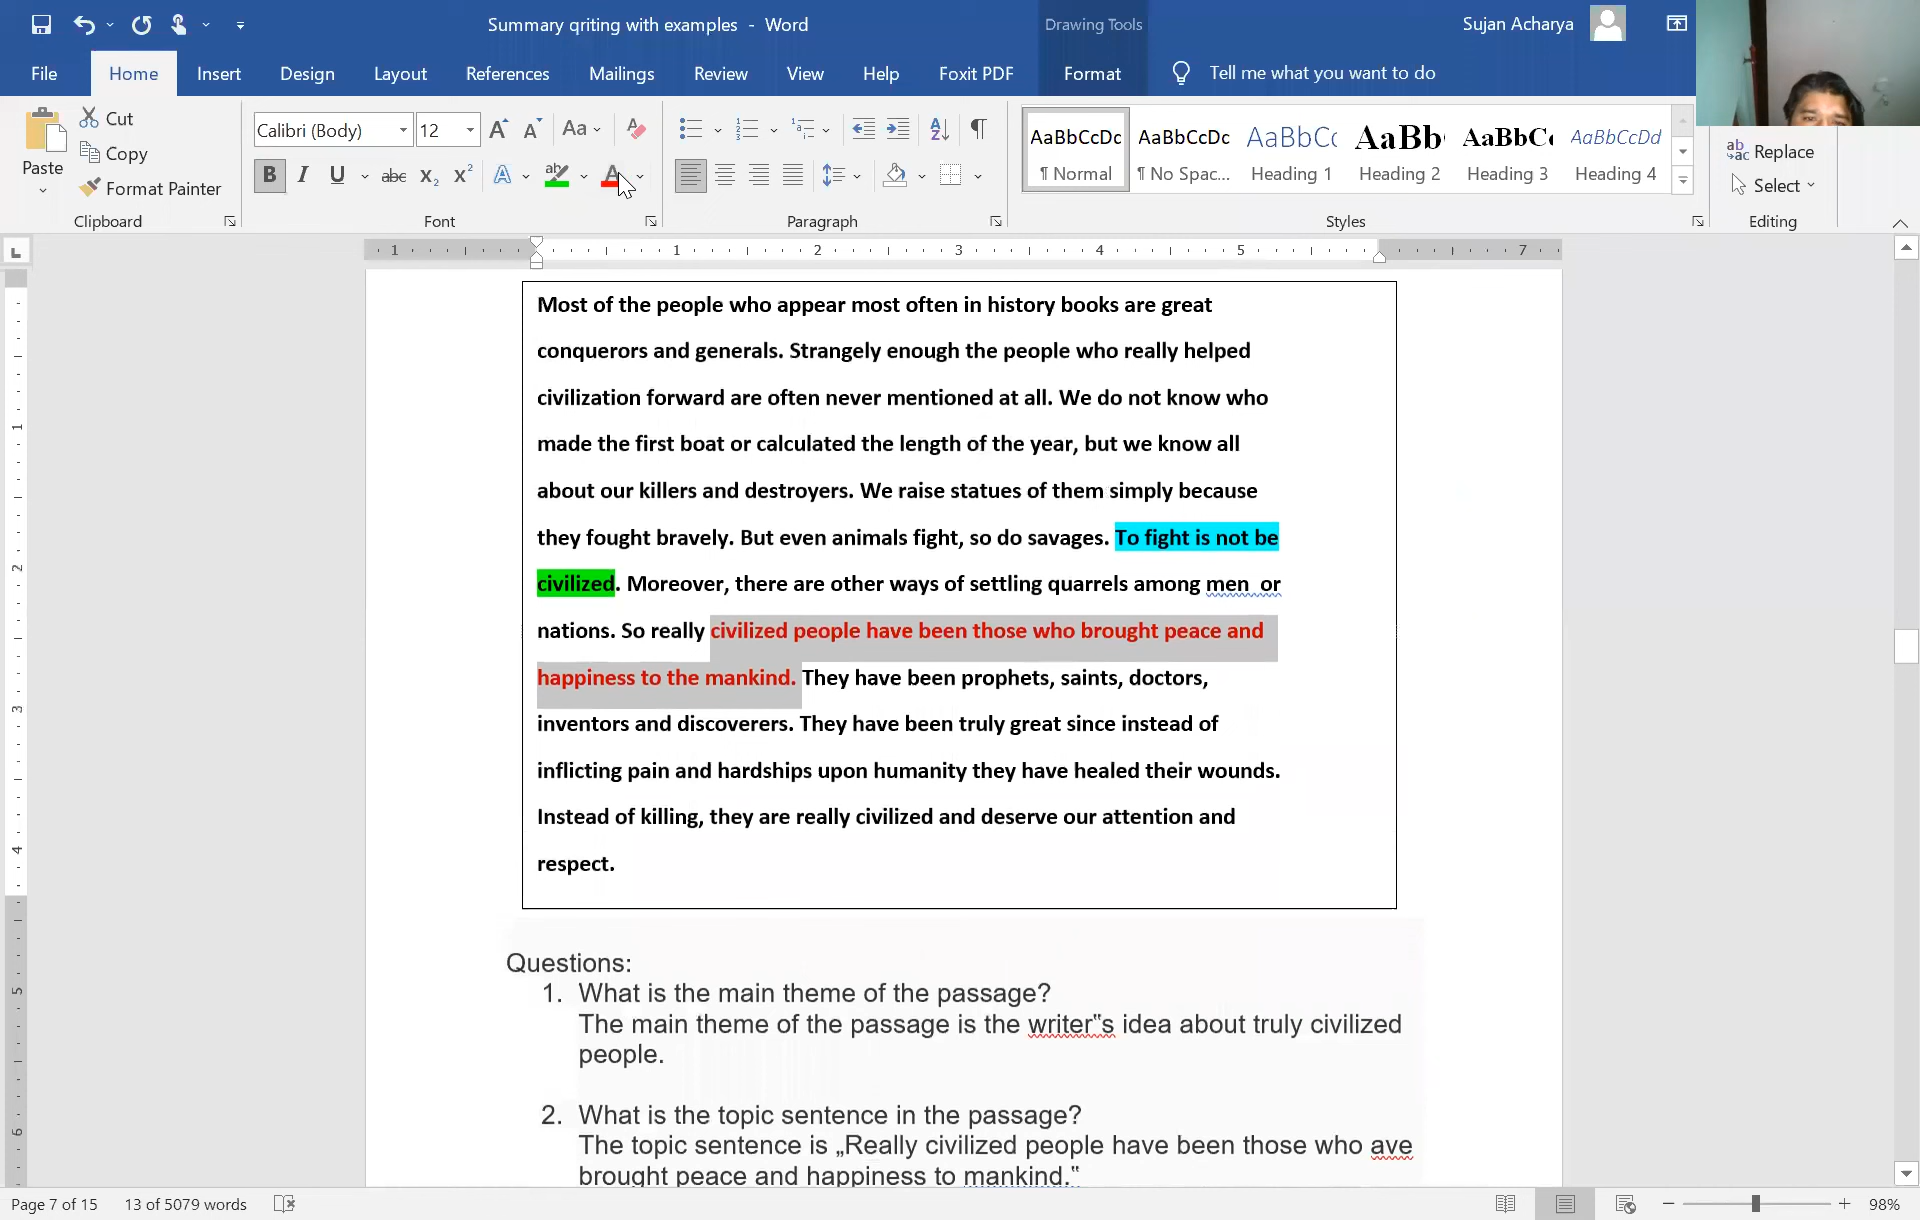 Summary qriting with examples - Word
Drawing Tools
Sujan Acharya
File Home Insert Design Layout References Mailings Review View Help Foxit PDF Format Tell me what you want to do
Cut
Copy
Paste
Format Painter
Calibri (Body) 12
AaBbCcDc AaBbCcDc AaBbCc AaBb AaBbC AaBbCcDd
¶ Normal ¶ No Spac... Heading 1 Heading 2 Heading 3 Heading 4
Replace
Select
Clipboard Font Paragraph Styles Editing
1 1 2 3 4 5 7
Most of the people who appear most often in history books are great
conquerors and generals. Strangely enough the people who really helped
civilization forward are often never mentioned at all. We do not know who
made the first boat or calculated the length of the year, but we know all
about our killers and destroyers. We raise statues of them simply because
they fought bravely. But even animals fight, so do savages. To fight is not be
civilized. Moreover, there are other ways of settling quarrels among men or
nations. So really civilized people have been those who brought peace and
happiness to the mankind. They have been prophets, saints, doctors,
inventors and discoverers. They have been truly great since instead of
inflicting pain and hardships upon humanity they have healed their wounds.
Instead of killing, they are really civilized and deserve our attention and
respect.
Questions:
1. What is the main theme of the passage?
The main theme of the passage is the writer‟s idea about truly civilized
people.
2. What is the topic sentence in the passage?
The topic sentence is „Really civilized people have been those who ave
brought peace and happiness to mankind.‟
Page 7 of 15 13 of 5079 words 98%